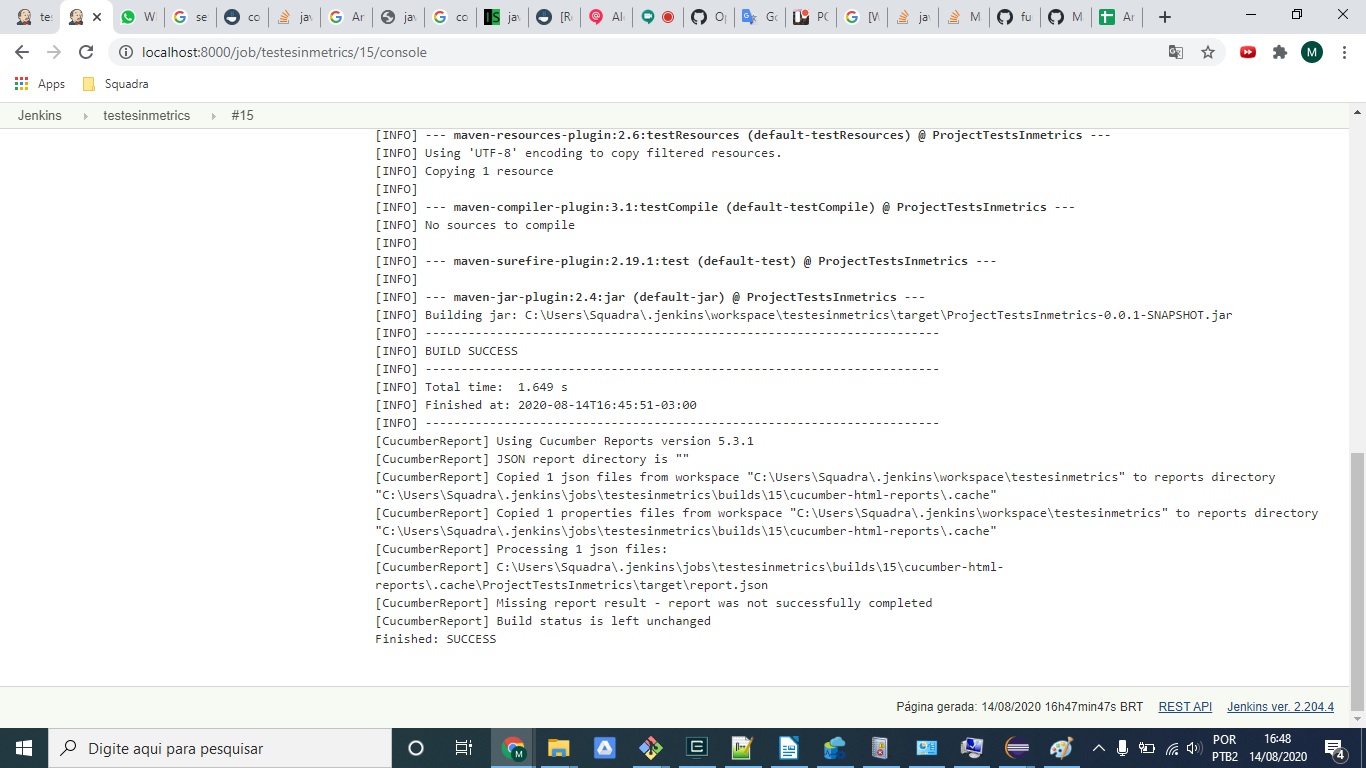 tes
W
se
co
jav
Ar
jav
co
jav
[R
Alo
Op
Go
PC
[W
jav
M
fu
M
Ar
localhost:8000/job/testesinmetrics/15/console
M
Apps
Squadra
Jenkins
testesinmetrics
#15
[INFO] --- maven-resources-plugin:2.6:testResources (default-testResources) @ ProjectTestsInmetrics ---
[INFO] Using 'UTF-8' encoding to copy filtered resources.
[INFO] Copying 1 resource
[INFO]
[INFO] --- maven-compiler-plugin:3.1:testCompile (default-testCompile) @ ProjectTestsInmetrics ---
[INFO] No sources to compile
[INFO]
[INFO] --- maven-surefire-plugin:2.19.1:test (default-test) @ ProjectTestsInmetrics ---
[INFO]
[INFO] --- maven-jar-plugin:2.4:jar (default-jar) @ ProjectTestsInmetrics ---
[INFO] Building jar: C:\Users\Squadra\.jenkins\workspace\testesinmetrics\target\ProjectTestsInmetrics-0.0.1-SNAPSHOT.jar
[INFO] ------------------------------------------------------------------------
[INFO] BUILD SUCCESS
[INFO] ------------------------------------------------------------------------
[INFO] Total time:  1.649 s
[INFO] Finished at: 2020-08-14T16:45:51-03:00
[INFO] ------------------------------------------------------------------------
[CucumberReport] Using Cucumber Reports version 5.3.1
[CucumberReport] JSON report directory is ""
[CucumberReport] Copied 1 json files from workspace "C:\Users\Squadra\.jenkins\workspace\testesinmetrics" to reports directory
"C:\Users\Squadra\.jenkins\jobs\testesinmetrics\builds\15\cucumber-html-reports\.cache"
[CucumberReport] Copied 1 properties files from workspace "C:\Users\Squadra\.jenkins\workspace\testesinmetrics" to reports directory
"C:\Users\Squadra\.jenkins\jobs\testesinmetrics\builds\15\cucumber-html-reports\.cache"
[CucumberReport] Processing 1 json files:
[CucumberReport] C:\Users\Squadra\.jenkins\jobs\testesinmetrics\builds\15\cucumber-html-
reports\.cache\ProjectTestsInmetrics\target\report.json
[CucumberReport] Missing report result - report was not successfully completed
[CucumberReport] Build status is left unchanged
Finished: SUCCESS
Página gerada: 14/08/2020 16h47min47s BRT
REST API
Jenkins ver. 2.204.4
Digite aqui para pesquisar
POR
PTB2
16:48
14/08/2020
4